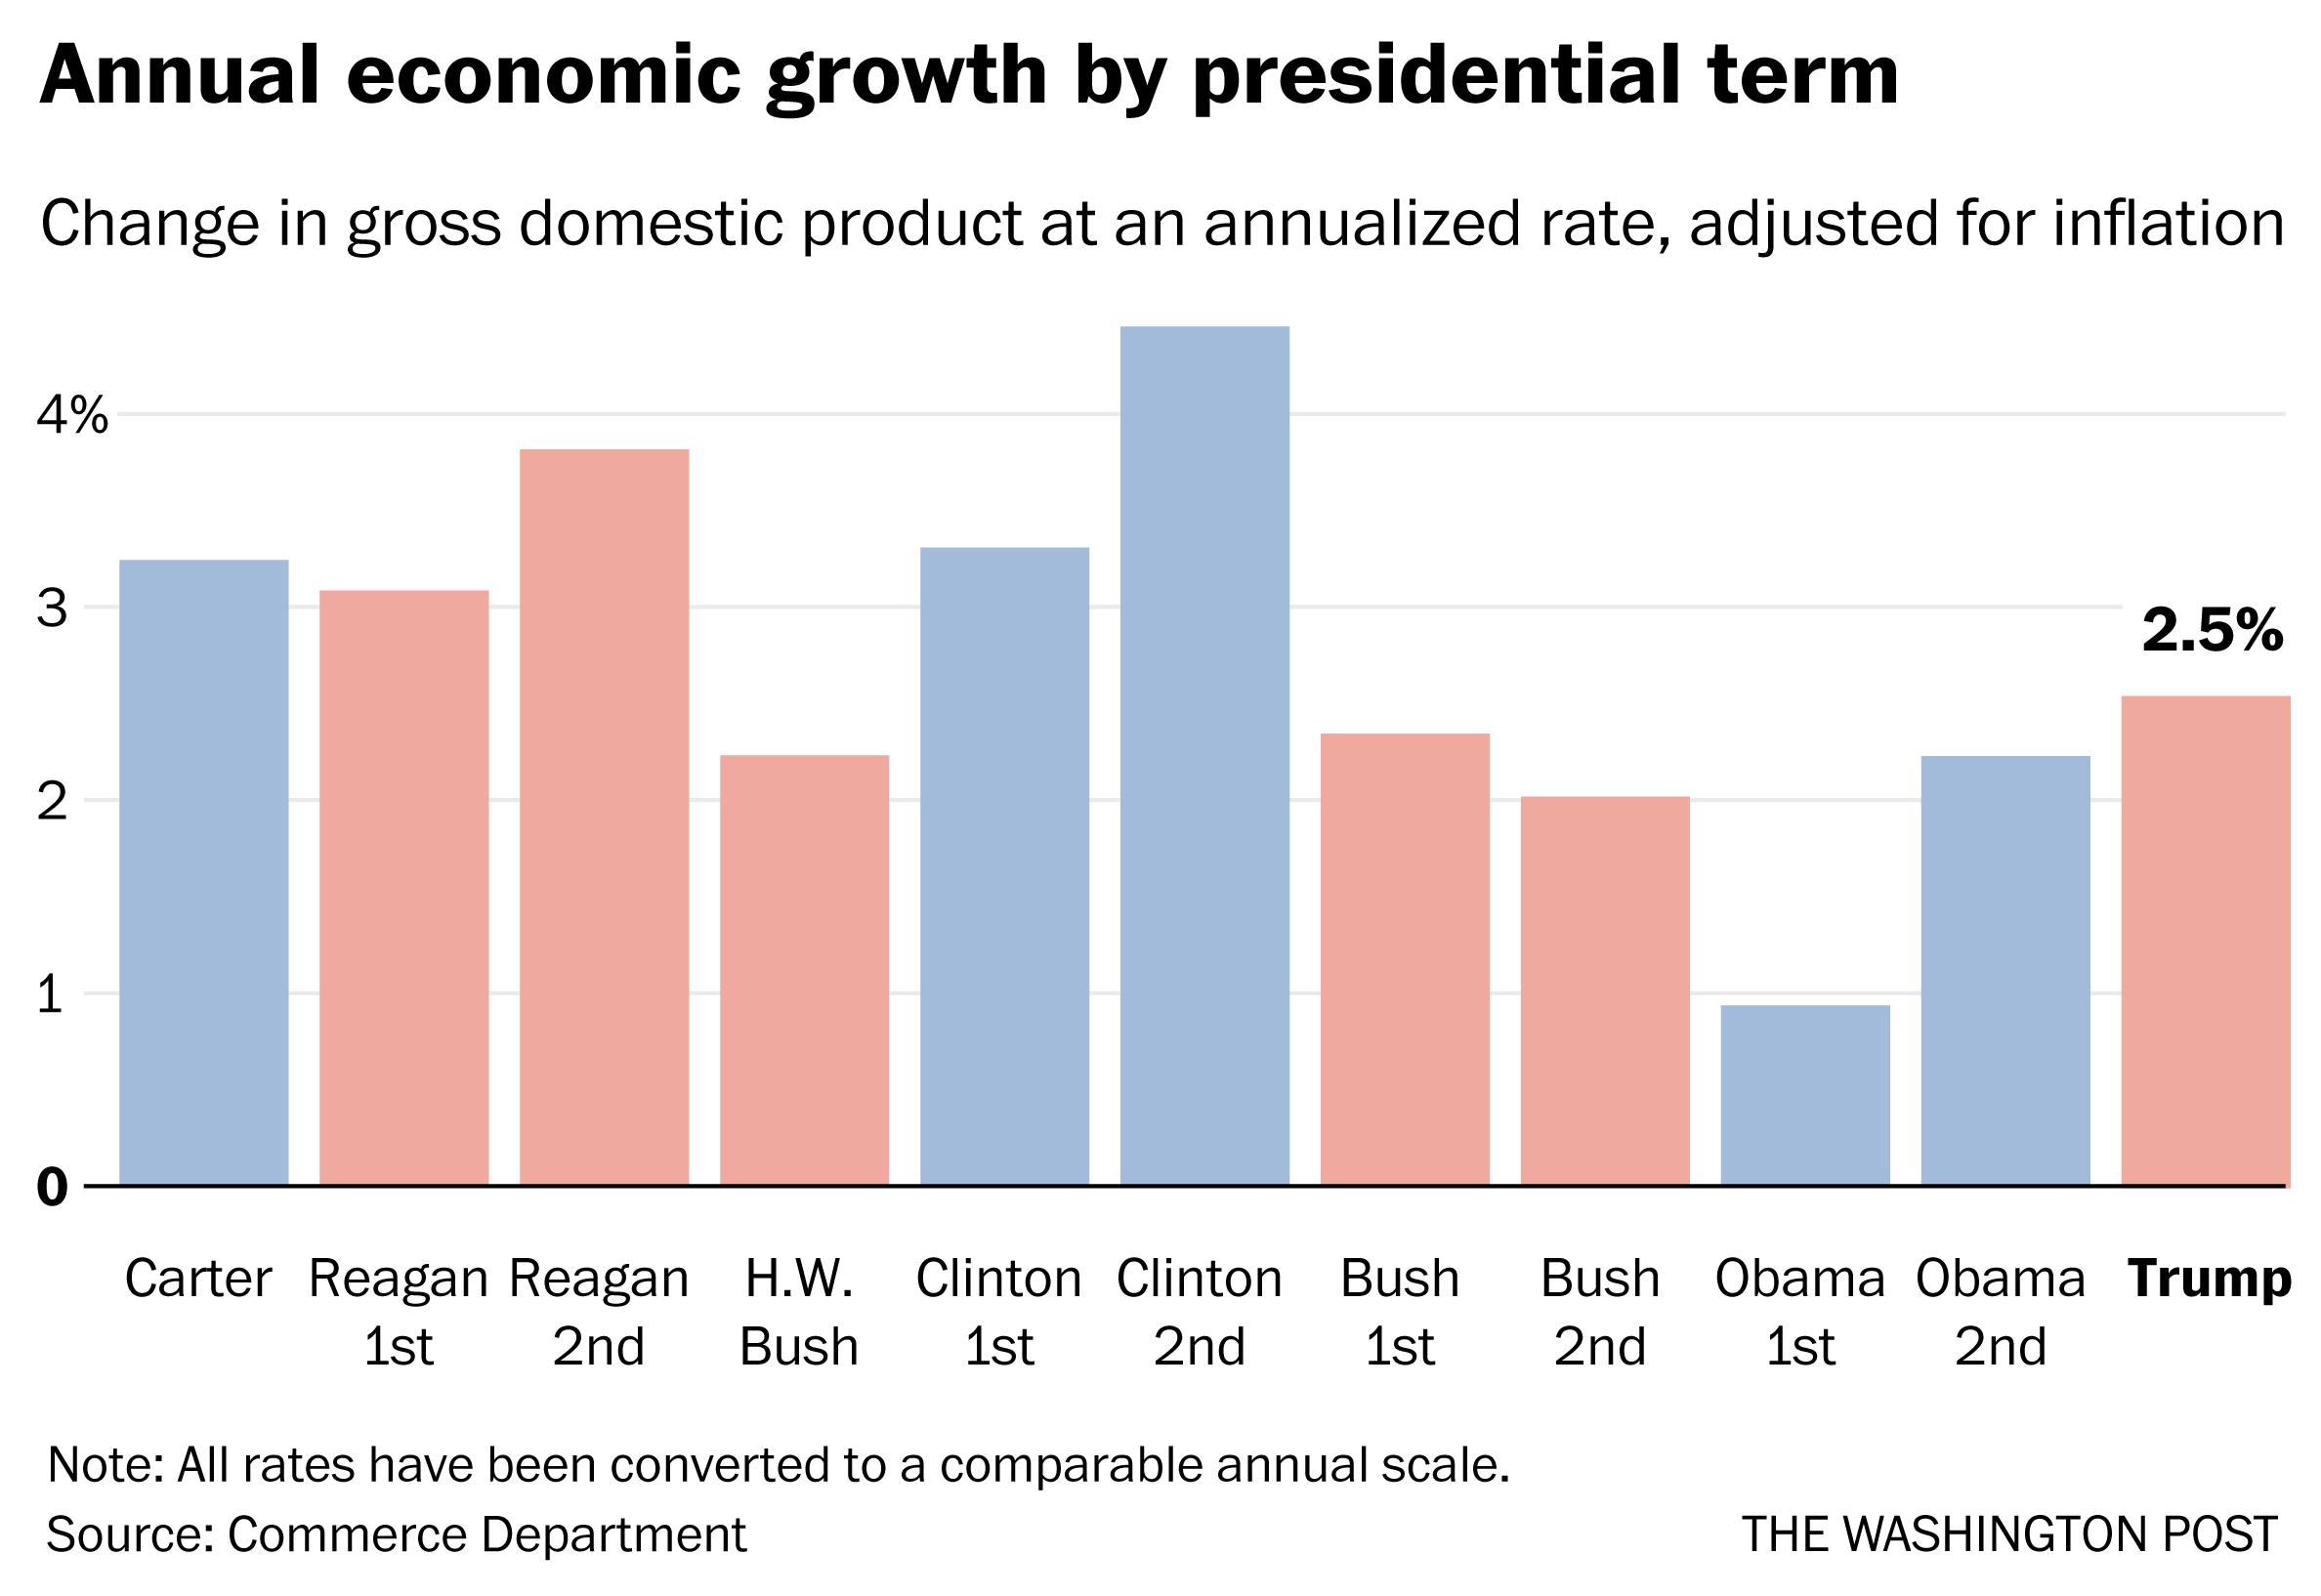 Annual economic growth by presidential term
Change in gross domestic product at an annualized rate, adjusted for inflation
4%
3
2.5%
2
1
0
Carter Reagan Reagan H.W. Clinton Clinton Bush Bush Obama Obama Trump
1st 2nd Bush 1st 2nd 1st 2nd 1st 2nd
Note: All rates have been converted to a comparable annual scale.
Source: Commerce Department
THE WASHINGTON POST